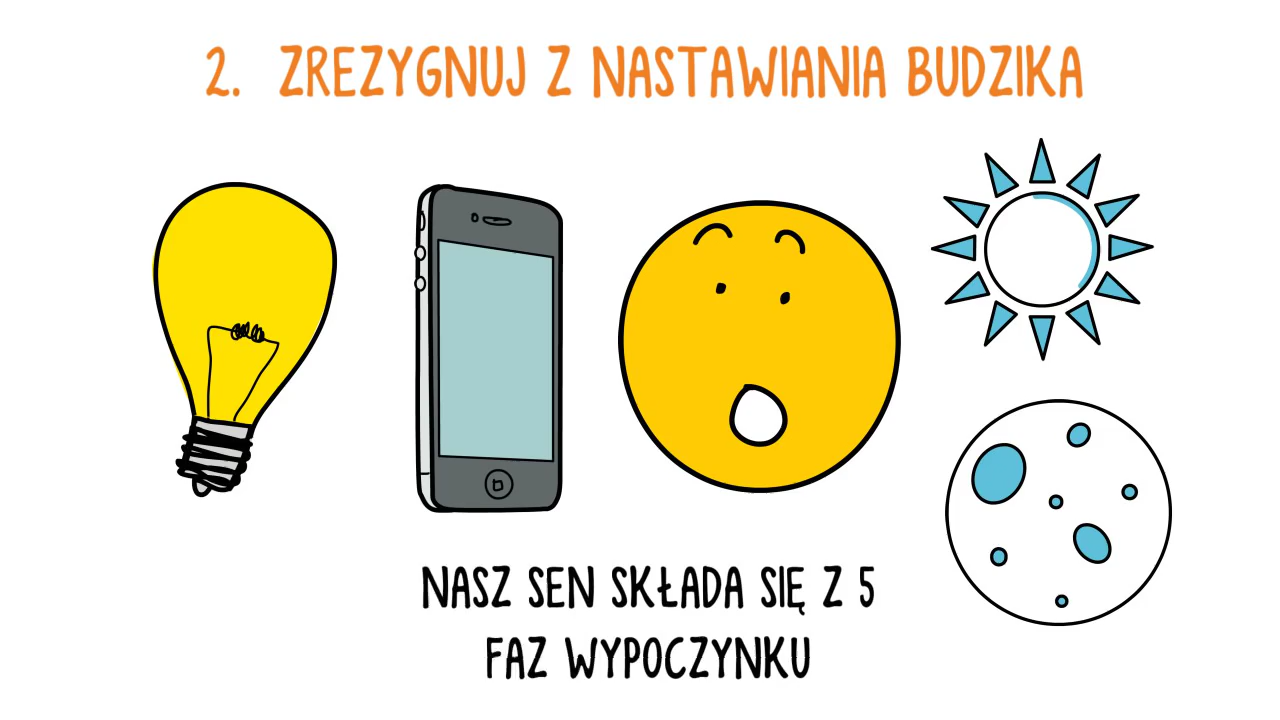 2. ZREZYGNUJ Z NASTAWIANIA BUDZIKA
NASZ SEN SKŁADA SIĘ Z 5
FAZ WYPOCZYNKU